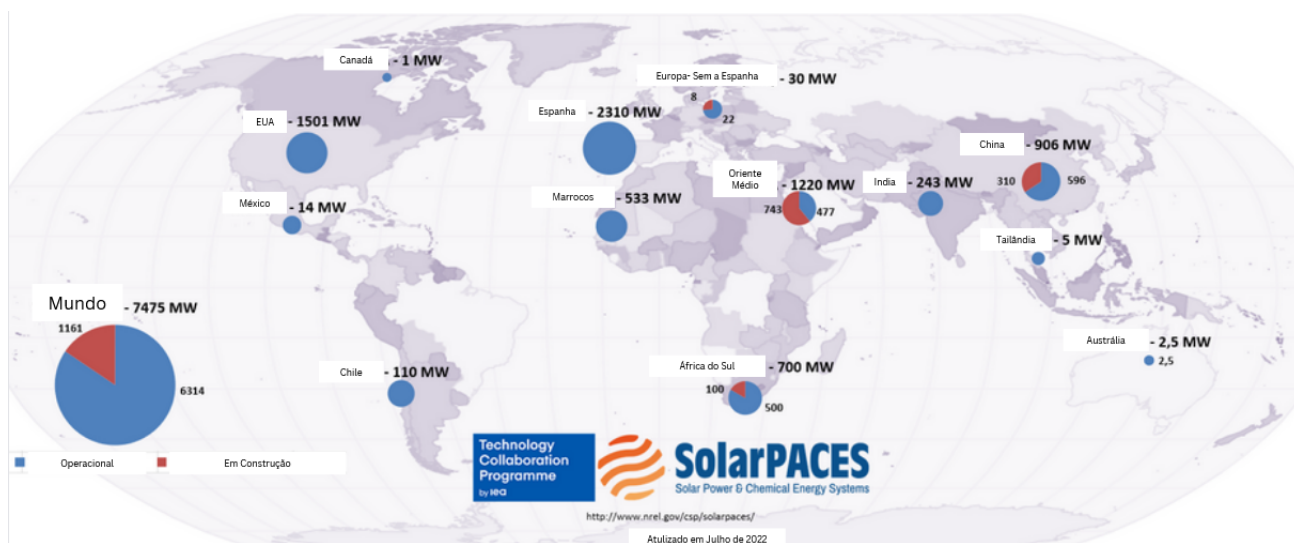 Canadá - 1 MW
EUA - 1501 MW
México - 14 MW
Mundo - 7475 MW
1161
6314
Operacional
Em Construção
Chile - 110 MW
Europa- Sem a Espanha - 30 MW
8
22
Espanha - 2310 MW
Marrocos - 533 MW
Oriente
Médio - 1220 MW
743
477
India - 243 MW
China - 906 MW
310
596
Tailândia - 5 MW
Austrália - 2,5 MW
2,5
África do Sul - 700 MW
100
500
Technology
Collaboration
Programme
by iea
SolarPACES
Solar Power & Chemical Energy Systems
http://www.nrel.gov/csp/solarpaces/
Atulizado em Julho de 2022